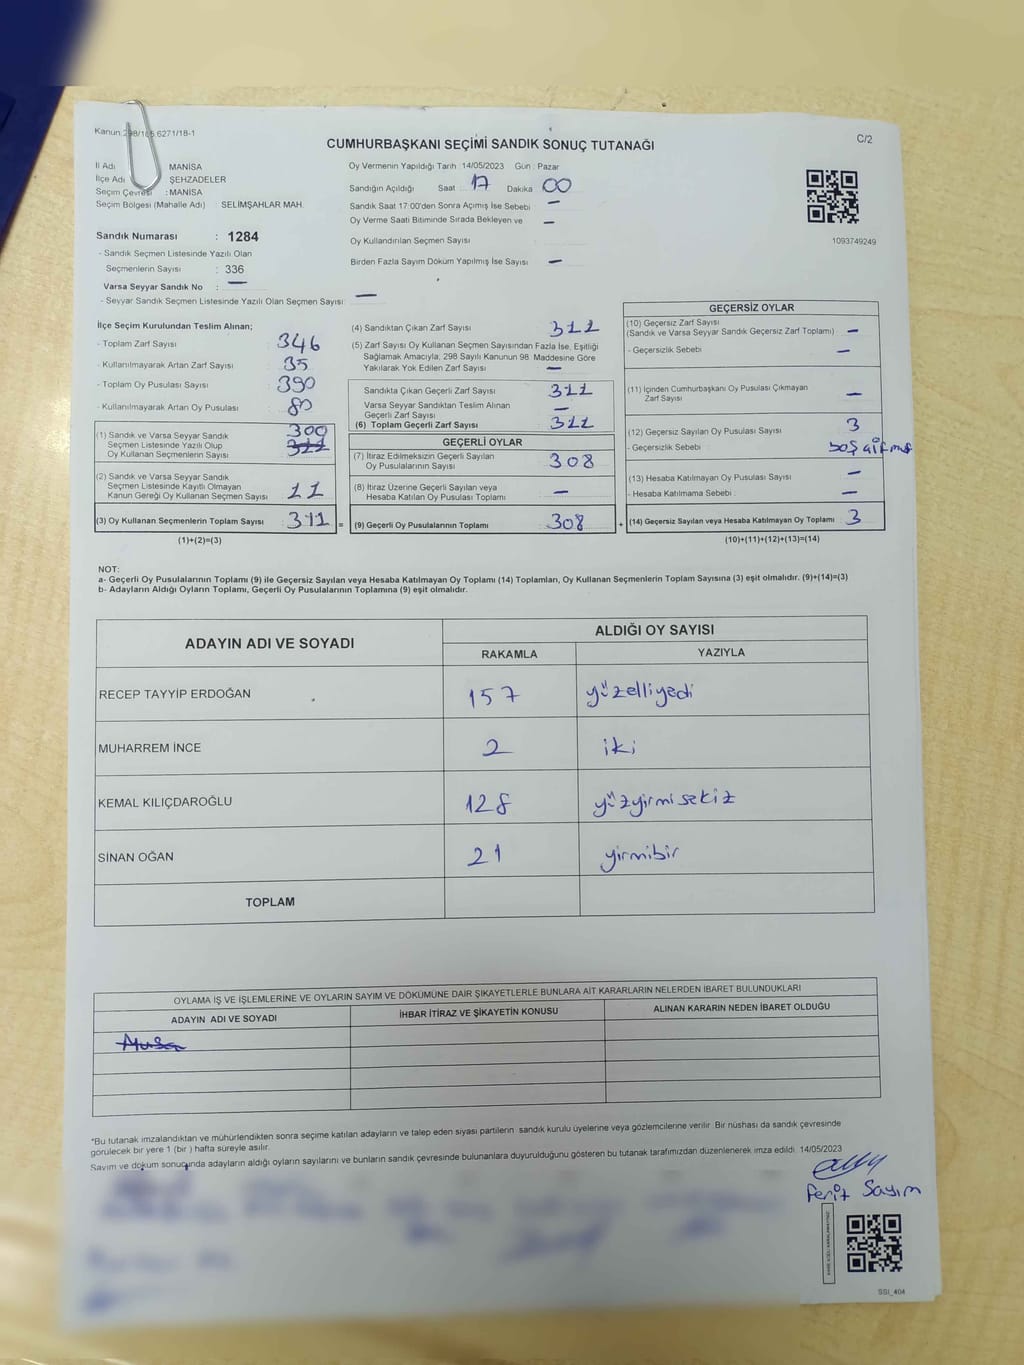 Kanun 298/105,6271/18-1
C/2
CUMHURBAŞKANI SEÇİMİ SANDIK SONUÇ TUTANAĞI
İl Adı MANİSA
İlçe Adı ŞEHZADELER
Seçim Çevresi : MANİSA
Seçim Bölgesi (Mahalle Adı) SELİMŞAHLAR MAH.
Sandık Numarası : 1284
- Sandık Seçmen Listesinde Yazılı Olan
Seçmenlerin Sayısı : 336
Varsa Seyyar Sandık No : —
- Seyyar Sandık Seçmen Listesinde Yazılı Olan Seçmen Sayısı: —
Oy Vermenin Yapıldığı Tarih : 14/05/2023 Gün : Pazar
Sandığın Açıldığı Saat 17 Dakika 00
Sandık Saat 17:00'den Sonra Açımış İse Sebebi —
Oy Verme Saati Bitiminde Sırada Bekleyen ve —
Oy Kullandırılan Seçmen Sayısı
Birden Fazla Sayım Döküm Yapılmış İse Sayısı —
1093749249
İlçe Seçim Kurulundan Teslim Alınan;
- Toplam Zarf Sayısı 346
- Kullanılmayarak Artan Zarf Sayısı 35
- Toplam Oy Pusulası Sayısı 390
- Kullanılmayarak Artan Oy Pusulası 80
(1) Sandık ve Varsa Seyyar Sandık 300
Seçmen Listesinde Yazılı Olup 311
Oy Kullanan Seçmenlerin Sayısı
(2) Sandık ve Varsa Seyyar Sandık
Seçmen Listesinde Kayıtlı Olmayan
Kanun Gereği Oy Kullanan Seçmen Sayısı 11
(3) Oy Kullanan Seçmenlerin Toplam Sayısı 311 =
(1)+(2)=(3)
(4) Sandıktan Çıkan Zarf Sayısı 311
(5) Zarf Sayısı Oy Kullanan Seçmen Sayısından Fazla İse, Eşitliği
Sağlamak Amacıyla, 298 Sayılı Kanunun 98. Maddesine Göre
Yakılarak Yok Edilen Zarf Sayısı —
Sandıkta Çıkan Geçerli Zarf Sayısı 311
Varsa Seyyar Sandıktan Teslim Alınan
Geçerli Zarf Sayısı —
(6) Toplam Geçerli Zarf Sayısı 311
GEÇERLİ OYLAR
(7) İtiraz Edilmeksizin Geçerli Sayılan
Oy Pusulalarının Sayısı 308
(8) İtiraz Üzerine Geçerli Sayılan veya
Hesaba Katılan Oy Pusulası Toplamı —
(9) Geçerli Oy Pusulalarının Toplamı 308 +
GEÇERSİZ OYLAR
(10) Geçersiz Zarf Sayısı
(Sandık ve Varsa Seyyar Sandık Geçersiz Zarf Toplamı) —
- Geçersizlik Sebebi —
(11) İçinden Cumhurbaşkanı Oy Pusulası Çıkmayan
Zarf Sayısı —
(12) Geçersiz Sayılan Oy Pusulası Sayısı 3
- Geçersizlik Sebebi
(13) Hesaba Katılmayan Oy Pusulası Sayısı —
- Hesaba Katılmama Sebebi : —
(14) Geçersiz Sayılan veya Hesaba Katılmayan Oy Toplamı 3
(10)+(11)+(12)+(13)=(14)
NOT:
a- Geçerli Oy Pusulalarının Toplamı (9) ile Geçersiz Sayılan veya Hesaba Katılmayan Oy Toplamı (14) Toplamları, Oy Kullanan Seçmenlerin Toplam Sayısına (3) eşit olmalıdır. (9)+(14)=(3)
b- Adayların Aldığı Oyların Toplamı, Geçerli Oy Pusulalarının Toplamına (9) eşit olmalıdır.
ADAYIN ADI VE SOYADI
ALDIĞI OY SAYISI
RAKAMLA YAZIYLA
RECEP TAYYİP ERDOĞAN 157 yüzelliyedi
MUHARREM İNCE 2 iki
KEMAL KILIÇDAROĞLU 128 yüzyirmisekiz
SİNAN OĞAN 21 yirmibir
TOPLAM
OYLAMA İŞ VE İŞLEMLERİNE VE OYLARIN SAYIM VE DÖKÜMÜNE DAİR ŞİKAYETLERLE BUNLARA AİT KARARLARIN NELERDEN İBARET BULUNDUKLARI
ADAYIN ADI VE SOYADI İHBAR İTİRAZ VE ŞİKAYETİN KONUSU ALINAN KARARIN NEDEN İBARET OLDUĞU
*Bu tutanak imzalandıktan ve mühürlendikten sonra seçime katılan adayların ve talep eden siyasi partilerin sandık kurulu üyelerine veya gözlemcilerine verilir. Bir nüshası da sandık çevresinde
görülecek bir yere 1 (bir ) hafta süreyle asılır.
Sayım ve döküm sonucunda adayların aldığı oyların sayılarını ve bunların sandık çevresinde bulunanlara duyurulduğunu gösteren bu tutanak tarafımızdan düzenlenerek imza edildi. 14/05/2023
Ferit Sayım
SSI_404